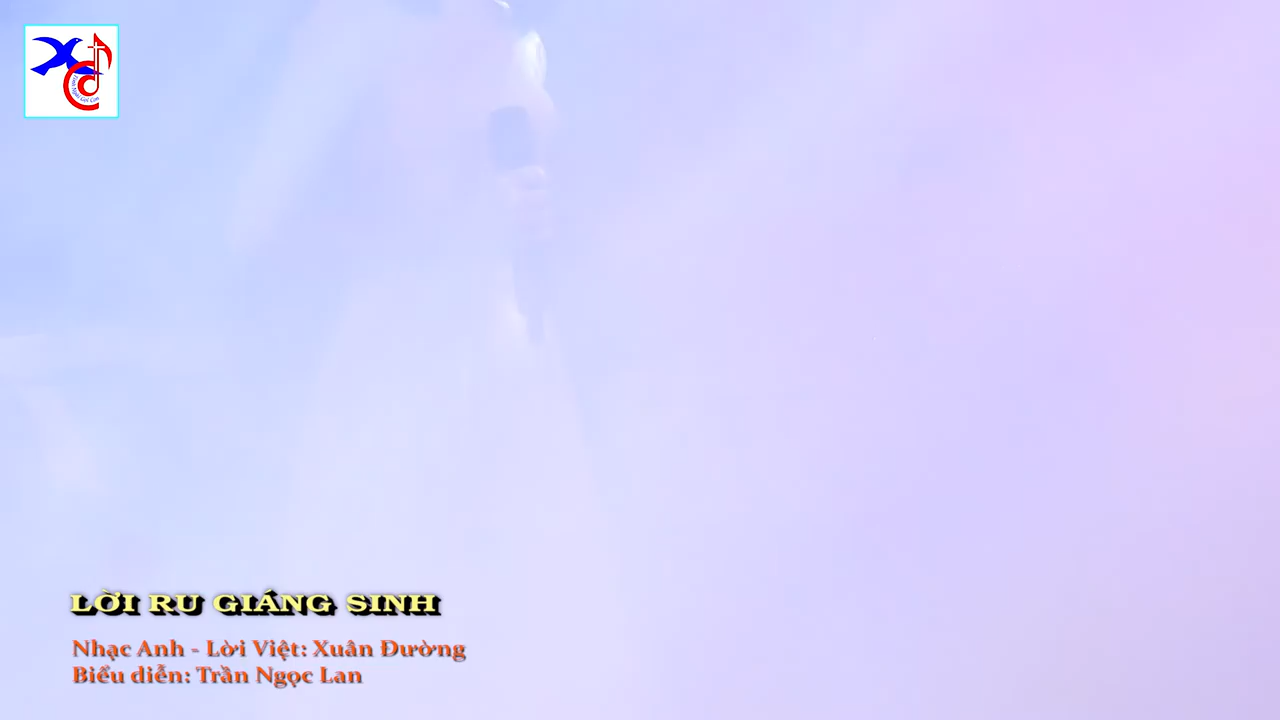 LỜI RU GIÁNG SINH
Nhạc Anh - Lời Việt: Xuân Đường
Biểu diễn: Trần Ngọc Lan